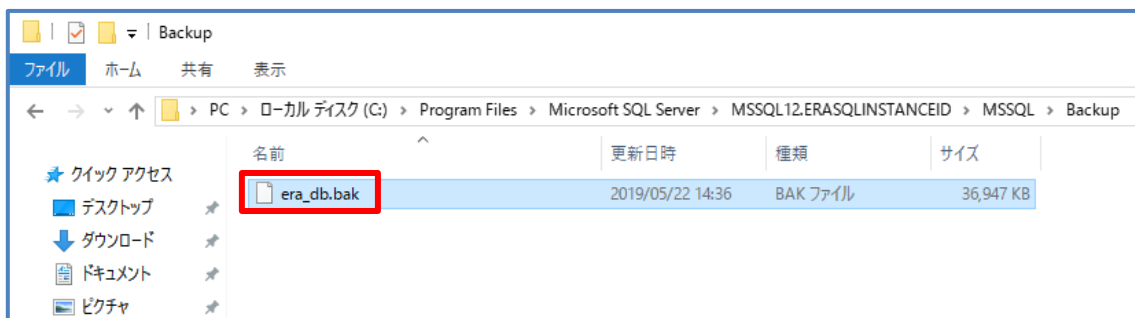 Backup
ファイル ホーム 共有 表示
PC › ローカル ディスク (C:) › Program Files › Microsoft SQL Server › MSSQL12.ERASQLINSTANCEID › MSSQL › Backup
名前 更新日時 種類 サイズ
クイック アクセス
era_db.bak 2019/05/22 14:36 BAK ファイル 36,947 KB
デスクトップ
ダウンロード
ドキュメント
ピクチャ